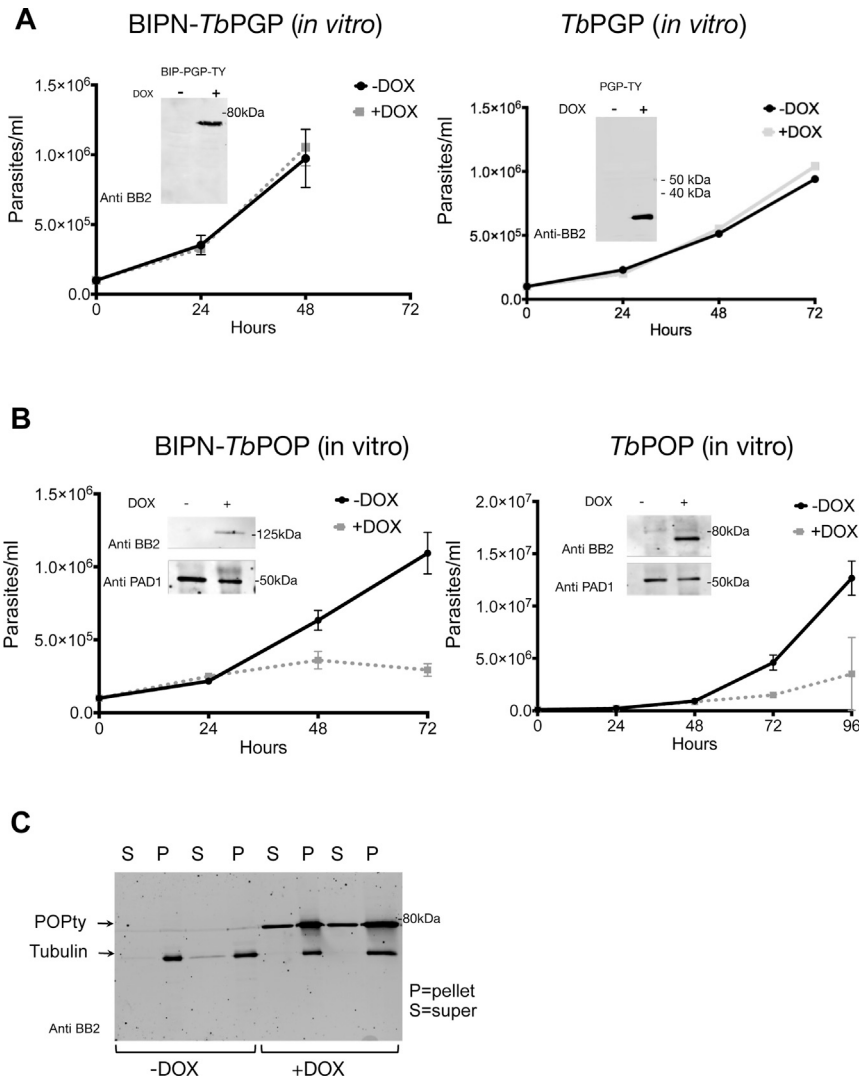 A
BIPN-TbPGP (in vitro)
TbPGP (in vitro)
BIP-PGP-TY
DOX - +
-80kDa
Anti BB2
-DOX
+DOX
Parasites/ml
1.5×10⁶
1.0×10⁶
5.0×10⁵
0.0
0 24 48 72
Hours
PGP-TY
DOX - +
- 50 kDa
- 40 kDa
Anti-BB2
-DOX
+DOX
Parasites/ml
1.5×10⁶
1.0×10⁶
5.0×10⁵
0.0
0 24 48 72
Hours
B
BIPN-TbPOP (in vitro)
TbPOP (in vitro)
DOX - +
Anti BB2 -125kDa
Anti PAD1 -50kDa
-DOX
+DOX
Parasites/ml
1.5×10⁶
1.0×10⁶
5.0×10⁵
0.0
0 24 48 72
Hours
DOX - +
Anti BB2 -80kDa
Anti PAD1 -50kDa
-DOX
+DOX
Parasites/ml
2.0×10⁷
1.5×10⁷
1.0×10⁷
5.0×10⁶
0.0
0 24 48 72 96
Hours
C
S P S P S P S P
POPty
-80kDa
Tubulin
P=pellet
S=super
Anti BB2
-DOX +DOX